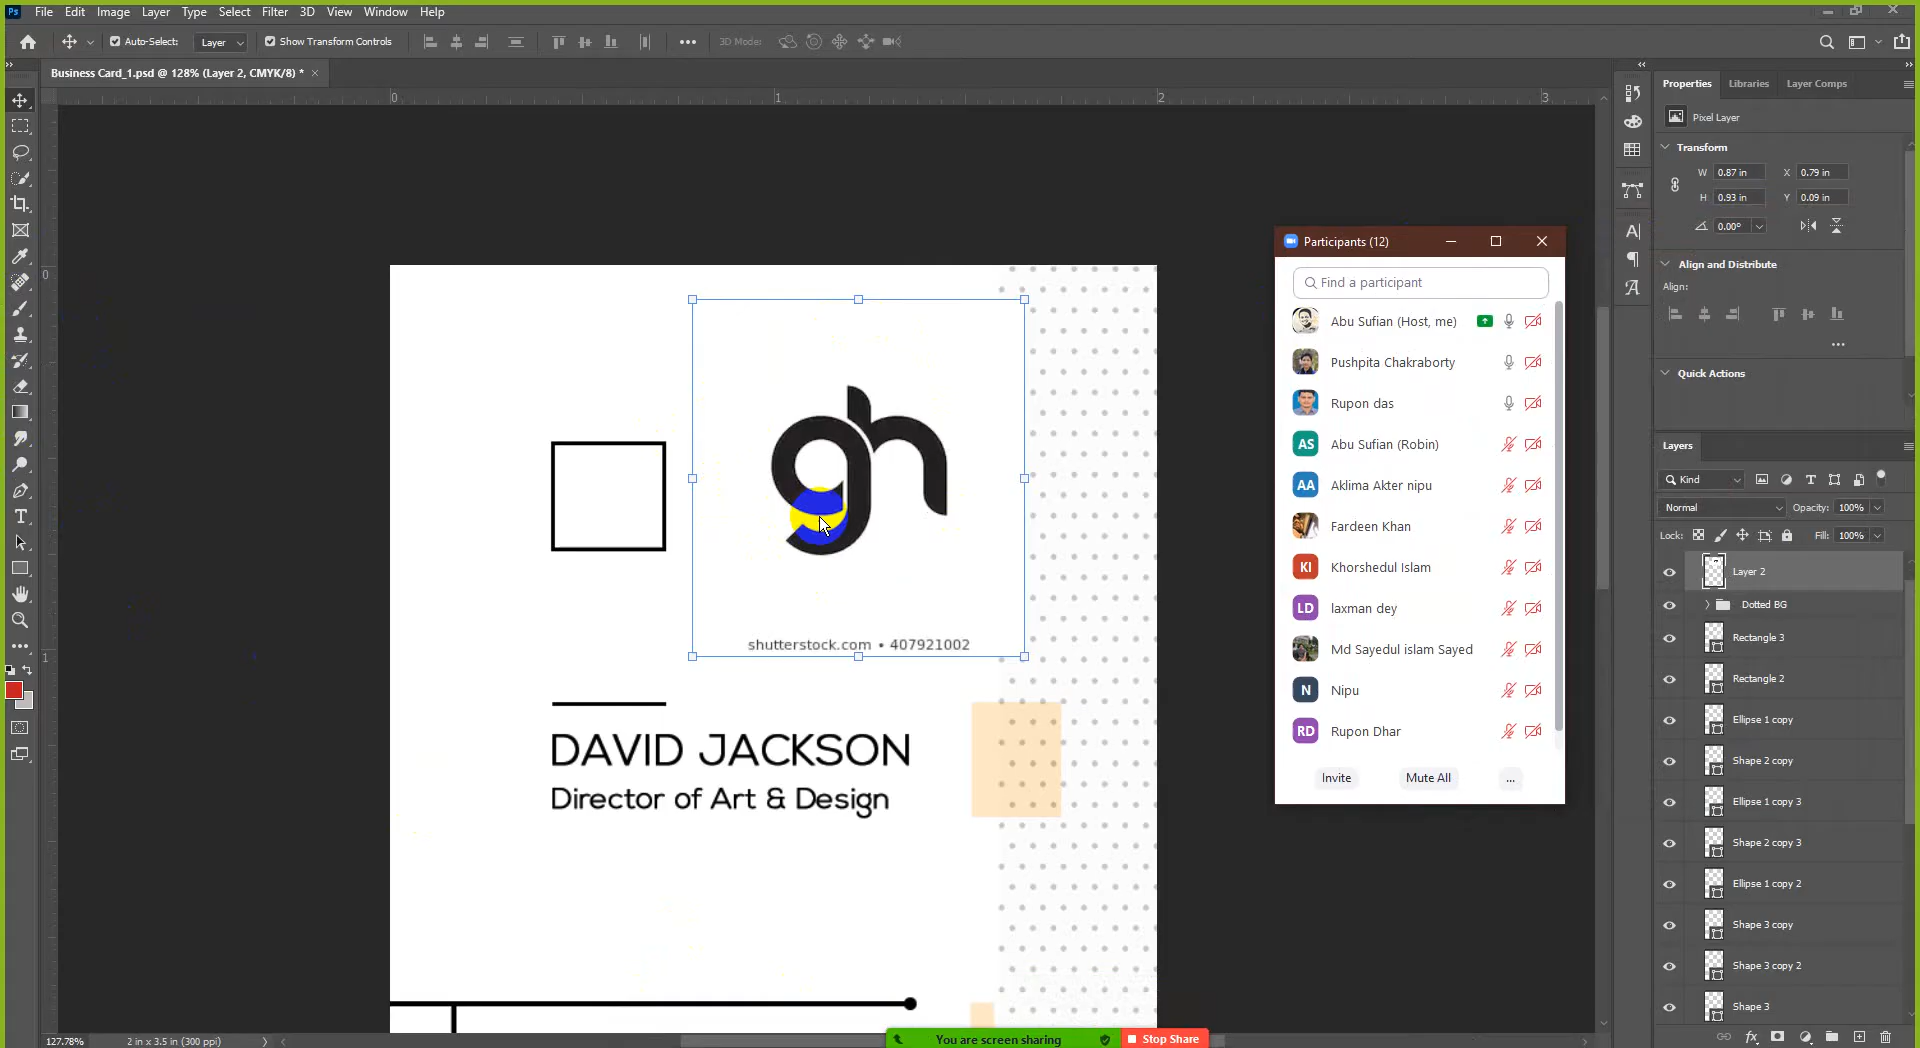 Ps File Edit Image Layer Type Select Filter 3D View Window Help
Auto-Select: Layer Show Transform Controls ••• 3D Mode:
Business Card_1.psd @ 128% (Layer 2, CMYK/8) * ×
0 1 2 3
0
1
gh
shutterstock.com • 407921002
DAVID JACKSON
Director of Art & Design
Participants (12)
Find a participant
Abu Sufian (Host, me)
Pushpita Chakraborty
Rupon das
AS Abu Sufian (Robin)
AA Aklima Akter nipu
Fardeen Khan
KI Khorshedul Islam
LD laxman dey
Md Sayedul islam Sayed
N Nipu
RD Rupon Dhar
Invite Mute All ...
Properties Libraries Layer Comps
Pixel Layer
Transform
W 0.87 in X 0.79 in
H 0.93 in Y 0.09 in
0.00°
Align and Distribute
Align:
•••
Quick Actions
Layers
Kind
Normal Opacity: 100%
Lock: Fill: 100%
Layer 2
Dotted BG
Rectangle 3
Rectangle 2
Ellipse 1 copy
Shape 2 copy
Ellipse 1 copy 3
Shape 2 copy 3
Ellipse 1 copy 2
Shape 3 copy
Shape 3 copy 2
Shape 3
127.78% 2 in x 3.5 in (300 ppi)
You are screen sharing Stop Share